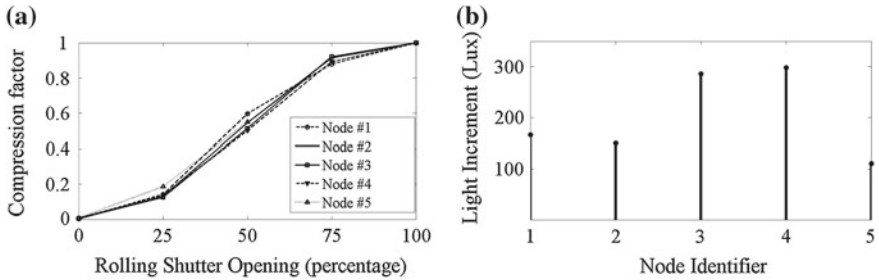 (a)
Compression factor
1
0.8
0.6
0.4
0.2
0
Node #1
Node #2
Node #3
Node #4
Node #5
0 25 50 75 100
Rolling Shutter Opening (percentage)
(b)
Light Increment (Lux)
300
200
100
1 2 3 4 5
Node Identifier